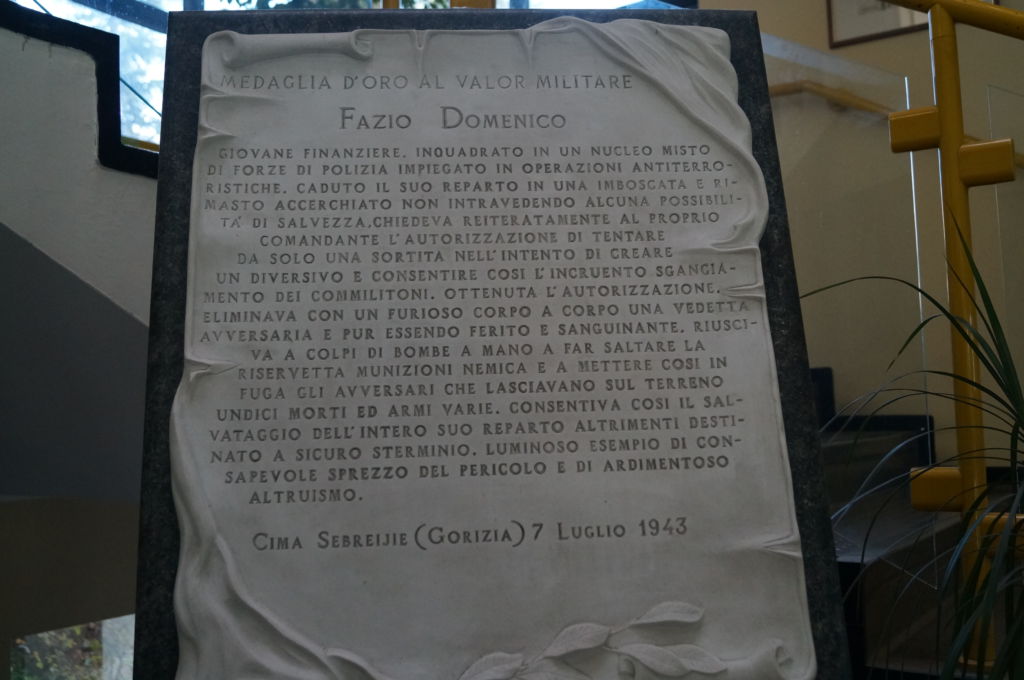 MEDAGLIA D'ORO AL VALOR MILITARE
FAZIO DOMENICO
GIOVANE FINANZIERE. INQUADRATO IN UN NUCLEO MISTO
DI FORZE DI POLIZIA IMPIEGATO IN OPERAZIONI ANTITERRO-
RISTICHE. CADUTO IL SUO REPARTO IN UNA IMBOSCATA E RI-
MASTO ACCERCHIATO NON INTRAVEDENDO ALCUNA POSSIBILI-
TA' DI SALVEZZA.CHIEDEVA REITERATAMENTE AL PROPRIO
COMANDANTE L'AUTORIZZAZIONE DI TENTARE
DA SOLO UNA SORTITA NELL'INTENTO DI CREARE
UN DIVERSIVO E CONSENTIRE COSI L'INCRUENTO SGANGIA-
MENTO DEI COMMILITONI. OTTENUTA L'AUTORIZZAZIONE.
ELIMINAVA CON UN FURIOSO CORPO A CORPO UNA VEDETTA
AVVERSARIA E PUR ESSENDO FERITO E SANGUINANTE. RIUSCI-
VA A COLPI DI BOMBE A MANO A FAR SALTARE LA
RISERVETTA MUNIZIONI NEMICA E A METTERE COSI IN
FUGA GLI AVVERSARI CHE LASCIAVANO SUL TERRENO
UNDICI MORTI ED ARMI VARIE. CONSENTIVA COSI IL SAL-
VATAGGIO DELL'INTERO SUO REPARTO ALTRIMENTI DESTI-
NATO A SICURO STERMINIO. LUMINOSO ESEMPIO DI CON-
SAPEVOLE SPREZZO DEL PERICOLO E DI ARDIMENTOSO
ALTRUISMO.
CIMA SEBREIJIE (GORIZIA) 7 LUGLIO 1943